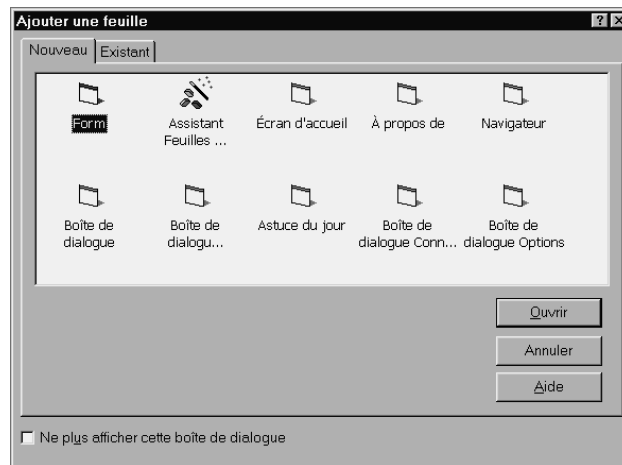 Ajouter une feuille
Nouveau
Existant
Form
Assistant
Feuilles ...
Écran d'accueil
À propos de
Navigateur
Boîte de
dialogue
Boîte de
dialogu...
Astuce du jour
Boîte de
dialogue Conn...
Boîte de
dialogue Options
Ouvrir
Annuler
Aide
Ne plus afficher cette boîte de dialogue